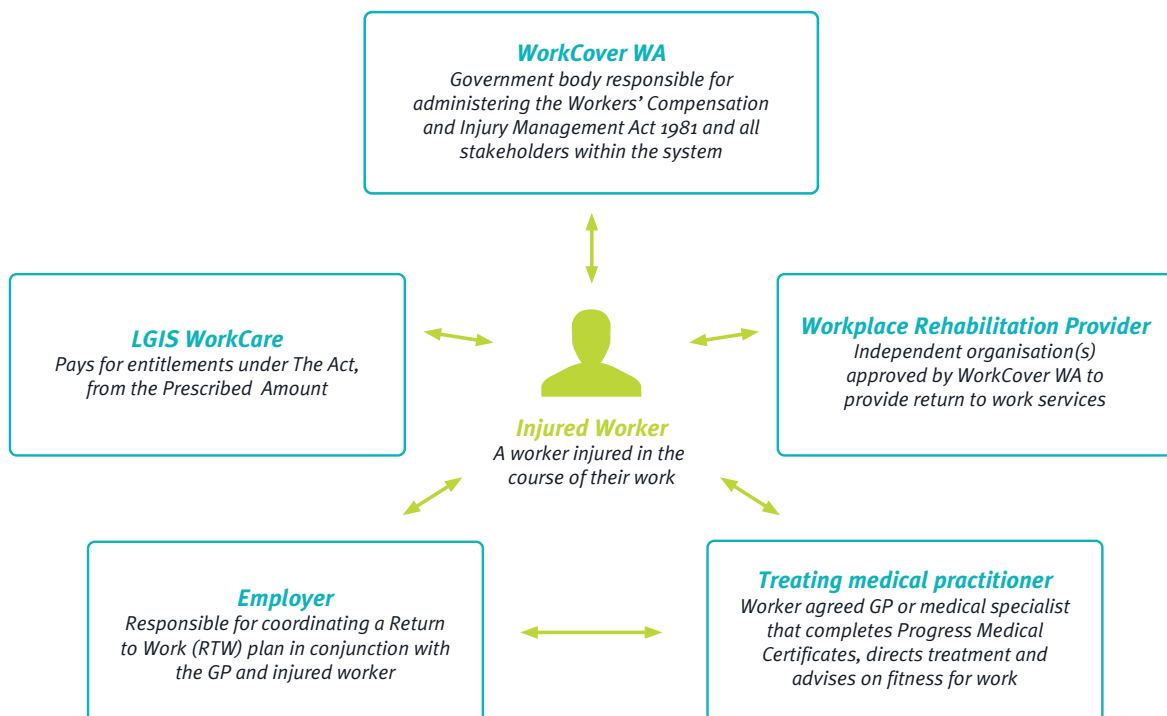 WorkCover WA
Government body responsible for
administering the Workers’ Compensation
and Injury Management Act 1981 and all
stakeholders within the system
LGIS WorkCare
Pays for entitlements under The Act,
from the Prescribed Amount
Workplace Rehabilitation Provider
Independent organisation(s)
approved by WorkCover WA to
provide return to work services
Injured Worker
A worker injured in the
course of their work
Employer
Responsible for coordinating a Return
to Work (RTW) plan in conjunction with
the GP and injured worker
Treating medical practitioner
Worker agreed GP or medical specialist
that completes Progress Medical
Certificates, directs treatment and
advises on fitness for work